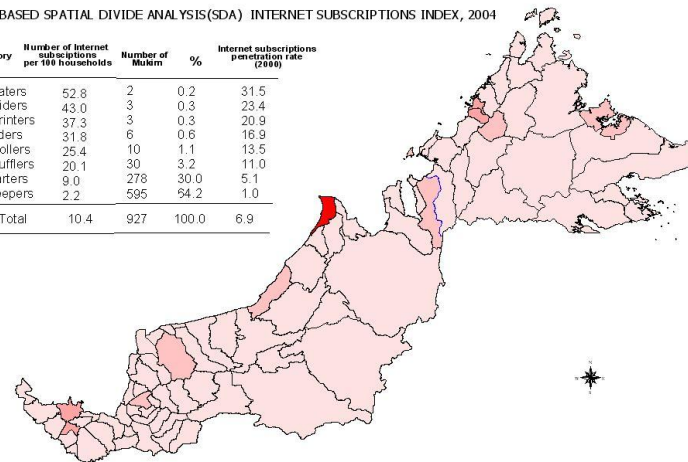 BASED SPATIAL DIVIDE ANALYSIS(SDA) INTERNET SUBSCRIPTIONS INDEX, 2004
ory Number of Internet subsciptions per 100 households Number of Mukim % Internet subscriptions penetration rate (2000)
aters 52.8 2 0.2 31.5
iders 43.0 3 0.3 23.4
rinters 37.3 3 0.3 20.9
ders 31.8 6 0.6 16.9
ollers 25.4 10 1.1 13.5
ufflers 20.1 30 3.2 11.0
arters 9.0 278 30.0 5.1
eepers 2.2 595 64.2 1.0
Total 10.4 927 100.0 6.9